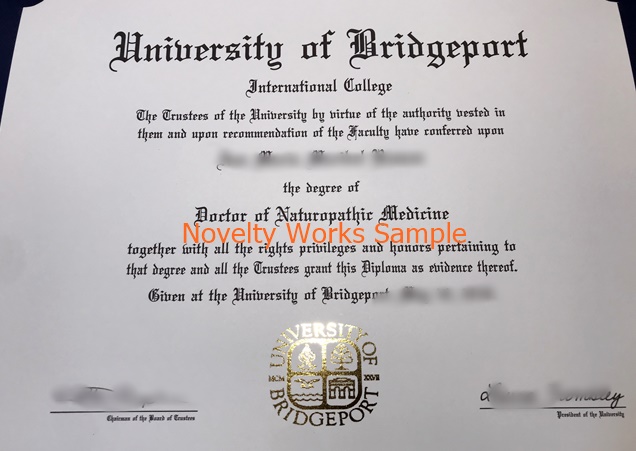 University of Bridgeport
International College
The Trustees of the University by virtue of the authority vested in
them and upon recommendation of the Faculty have conferred upon
the degree of
Doctor of Naturopathic Medicine
Novelty Works Sample
together with all the rights privileges and honors pertaining to
that degree and all the Trustees grant this Diploma as evidence thereof.
Given at the University of Bridgeport
UNIVERSITY OF
MCM XXVII
BRIDGEPORT
Chairman of the Board of Trustees
President of the University